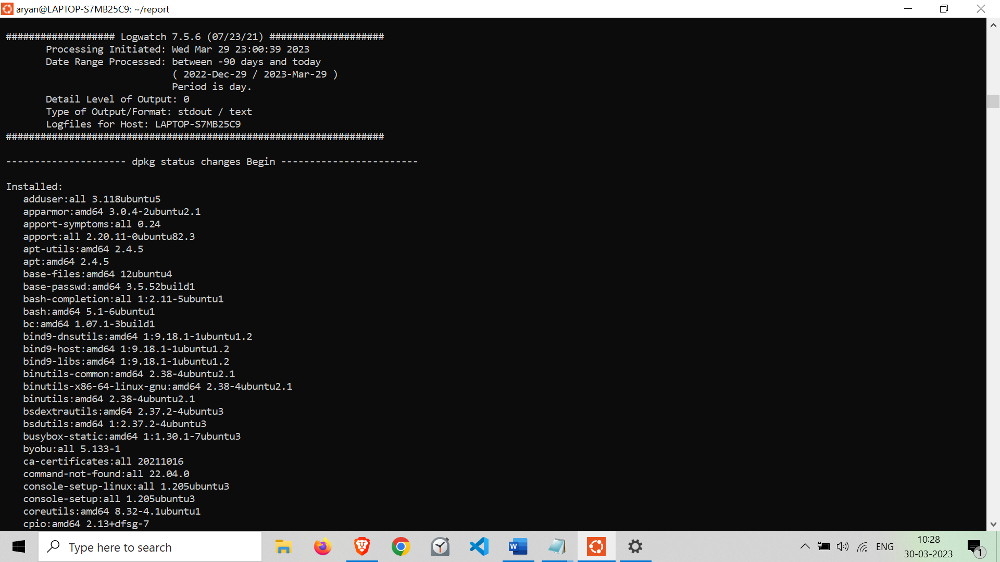 aryan@LAPTOP-S7MB25C9: ~/report
################### Logwatch 7.5.6 (07/23/21) ####################
Processing Initiated: Wed Mar 29 23:00:39 2023
Date Range Processed: between -90 days and today
( 2022-Dec-29 / 2023-Mar-29 )
Period is day.
Detail Level of Output: 0
Type of Output/Format: stdout / text
Logfiles for Host: LAPTOP-S7MB25C9
##################################################################
--------------------- dpkg status changes Begin ------------------------
Installed:
adduser:all 3.118ubuntu5
apparmor:amd64 3.0.4-2ubuntu2.1
apport-symptoms:all 0.24
apport:all 2.20.11-0ubuntu82.3
apt-utils:amd64 2.4.5
apt:amd64 2.4.5
base-files:amd64 12ubuntu4
base-passwd:amd64 3.5.52build1
bash-completion:all 1:2.11-5ubuntu1
bash:amd64 5.1-6ubuntu1
bc:amd64 1.07.1-3build1
bind9-dnsutils:amd64 1:9.18.1-1ubuntu1.2
bind9-host:amd64 1:9.18.1-1ubuntu1.2
bind9-libs:amd64 1:9.18.1-1ubuntu1.2
binutils-common:amd64 2.38-4ubuntu2.1
binutils-x86-64-linux-gnu:amd64 2.38-4ubuntu2.1
binutils:amd64 2.38-4ubuntu2.1
bsdextrautils:amd64 2.37.2-4ubuntu3
bsdutils:amd64 1:2.37.2-4ubuntu3
busybox-static:amd64 1:1.30.1-7ubuntu3
byobu:all 5.133-1
ca-certificates:all 20211016
command-not-found:all 22.04.0
console-setup-linux:all 1.205ubuntu3
console-setup:all 1.205ubuntu3
coreutils:amd64 8.32-4.1ubuntu1
cpio:amd64 2.13+dfsg-7
Type here to search
W
ENG
10:28
30-03-2023
1